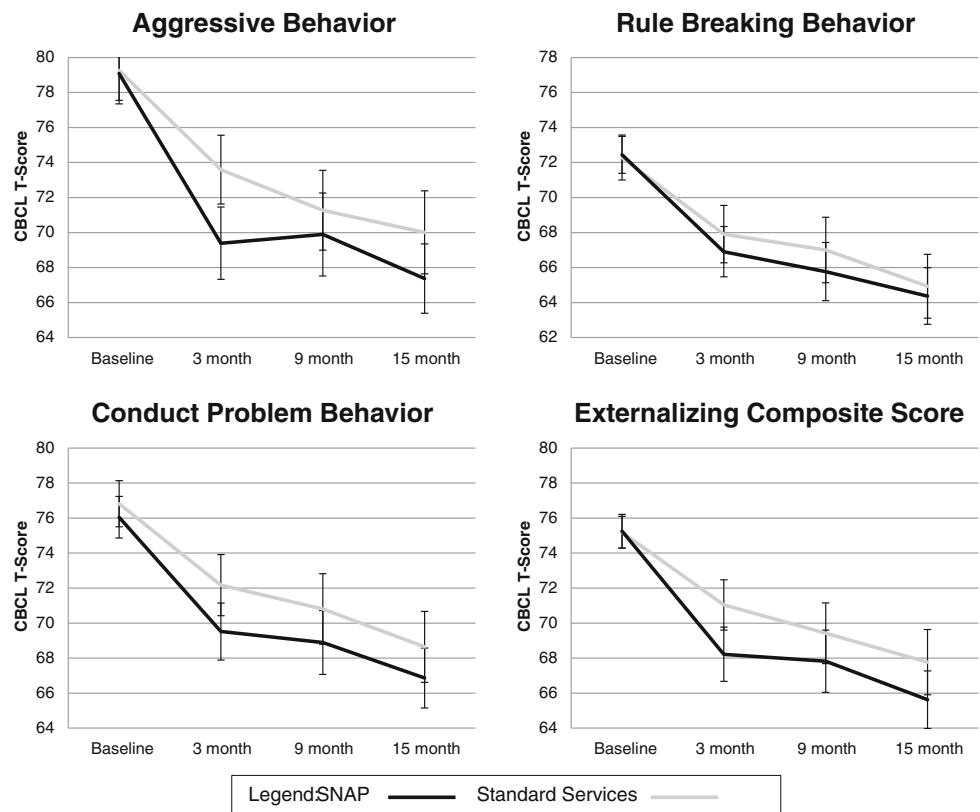 Aggressive Behavior
80
78
76
74
72
70
68
66
64
CBCL T-Score
Baseline 3 month 9 month 15 month
Rule Breaking Behavior
78
76
74
72
70
68
66
64
62
CBCL T-Score
Baseline 3 month 9 month 15 month
Conduct Problem Behavior
80
78
76
74
72
70
68
66
64
CBCL T-Score
Baseline 3 month 9 month 15 month
Externalizing Composite Score
80
78
76
74
72
70
68
66
64
CBCL T-Score
Baseline 3 month 9 month 15 month
Legend:SNAP Standard Services